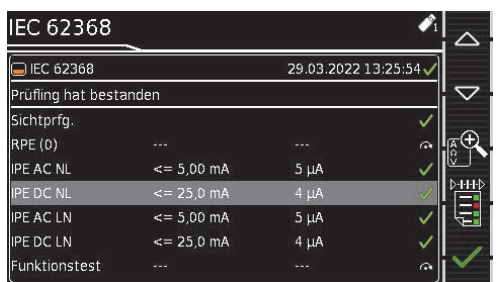 IEC 62368
1
IEC 62368 29.03.2022 13:25:54
Prüfling hat bestanden
Sichtprfg.
RPE (0) --- ---
IPE AC NL <= 5,00 mA 5 µA
IPE DC NL <= 25,0 mA 4 µA
IPE AC LN <= 5,00 mA 5 µA
IPE DC LN <= 25,0 mA 4 µA
Funktionstest --- ---
A
Ω
V